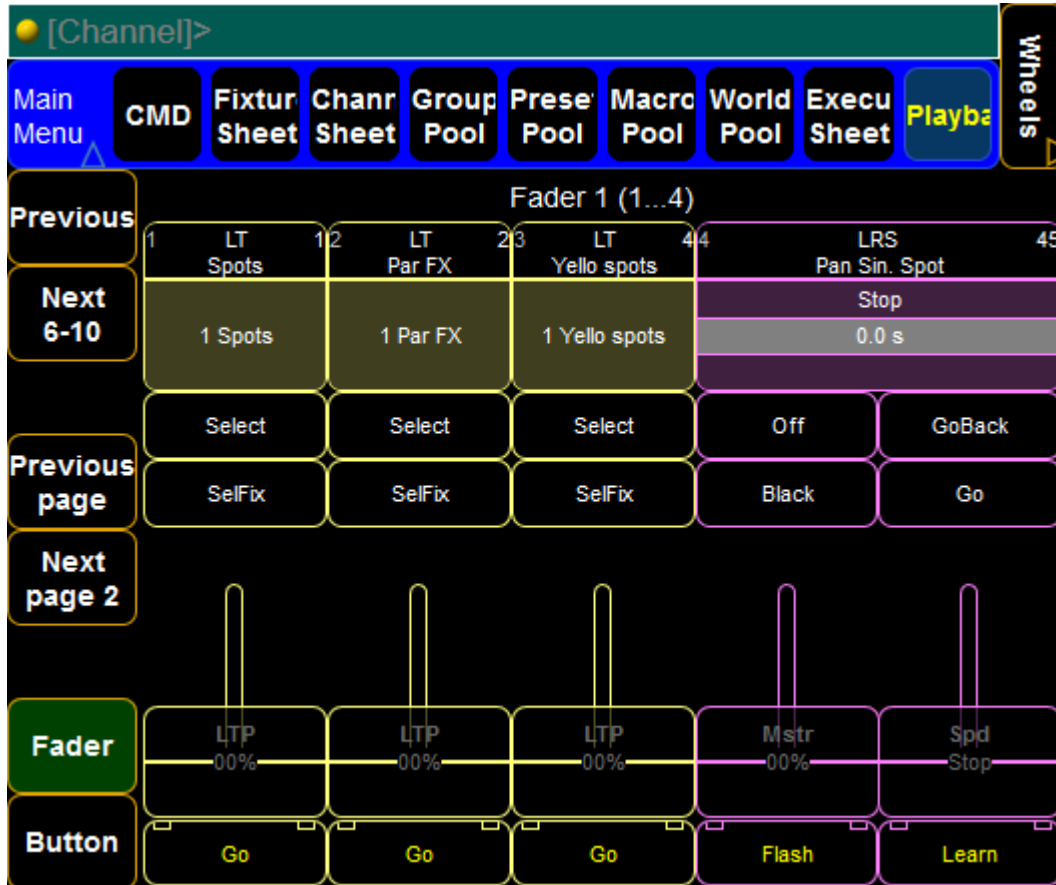 [Channel]>
Wheels
Main Menu
CMD
Fixtur Sheet
Chanr Sheet
Group Pool
Prese Pool
Macro Pool
World Pool
Execu Sheet
Playba
Previous
Next 6-10
Previous page
Next page 2
Fader
Button
Fader 1 (1...4)
1 LT 1 2 LT 2 3 LT 4 4 LRS 45
Spots Par FX Yello spots Pan Sin. Spot
Stop
1 Spots 1 Par FX 1 Yello spots 0.0 s
Select Select Select Off GoBack
SelFix SelFix SelFix Black Go
LTP LTP LTP Mstr Spd
00% 00% 00% 00% Stop
Go Go Go Flash Learn